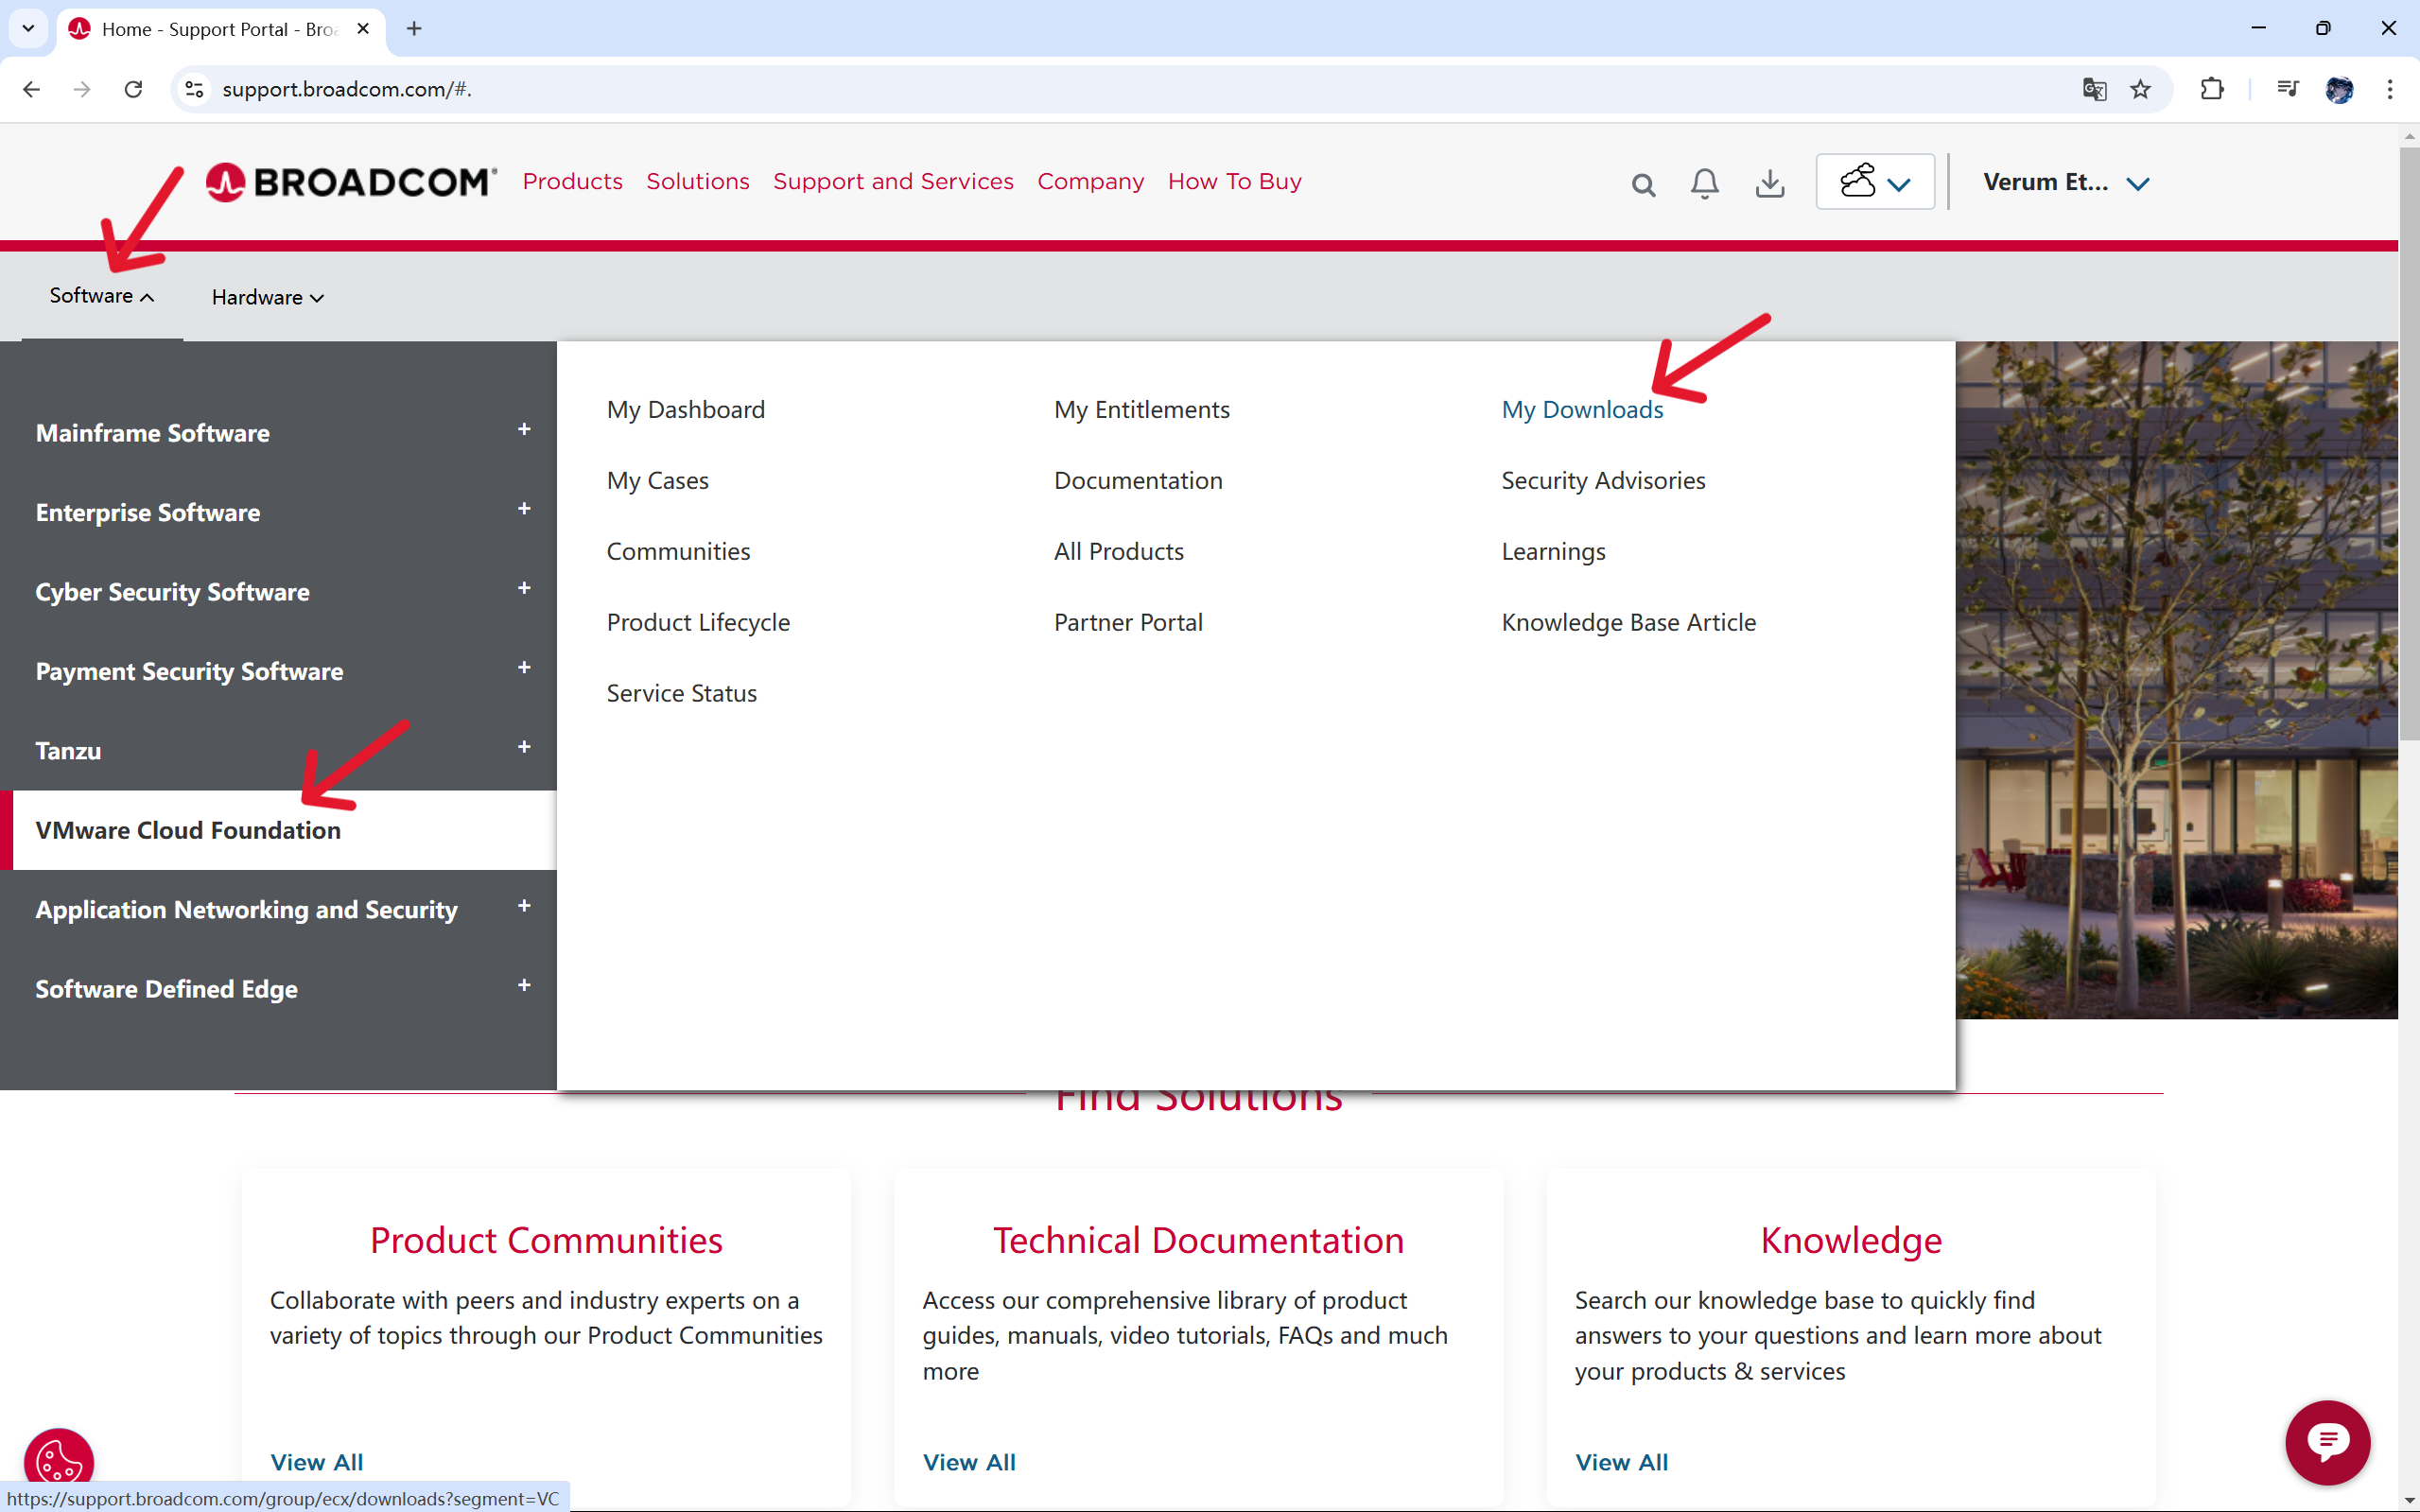 Home - Support Portal - Bro
support.broadcom.com/#.
BROADCOM
Products Solutions Support and Services Company How To Buy
Verum Et...
Software Hardware
Mainframe Software +
Enterprise Software +
Cyber Security Software +
Payment Security Software +
Tanzu +
VMware Cloud Foundation
Application Networking and Security +
Software Defined Edge +
My Dashboard My Entitlements My Downloads
My Cases Documentation Security Advisories
Communities All Products Learnings
Product Lifecycle Partner Portal Knowledge Base Article
Service Status
Find Solutions
Product Communities
Collaborate with peers and industry experts on a
variety of topics through our Product Communities
View All
Technical Documentation
Access our comprehensive library of product
guides, manuals, video tutorials, FAQs and much
more
View All
Knowledge
Search our knowledge base to quickly find
answers to your questions and learn more about
your products & services
View All
https://support.broadcom.com/group/ecx/downloads?segment=VC